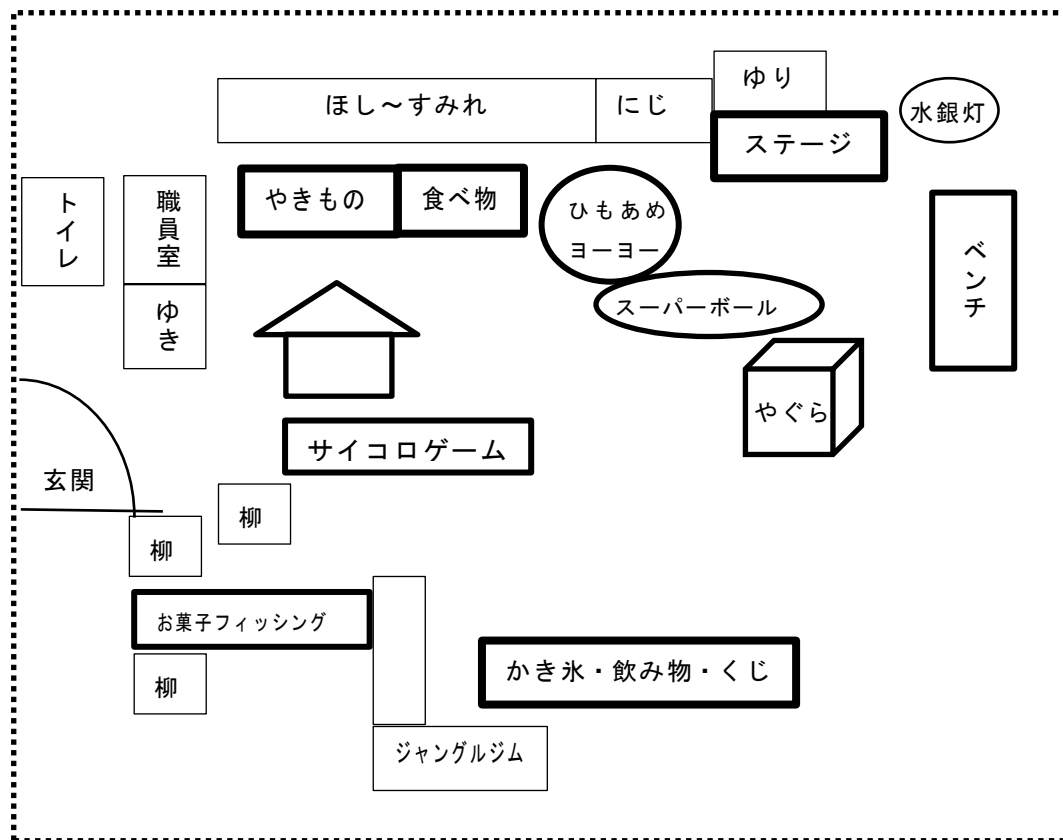 ゆり
ほし～すみれ
にじ
水銀灯
ステージ
トイレ
職員室
やきもの
食べ物
ひもあめ
ヨーヨー
ベンチ
ゆき
スーパーボール
やぐら
サイコロゲーム
玄関
柳
柳
お菓子フィッシング
かき氷・飲み物・くじ
柳
ジャングルジム